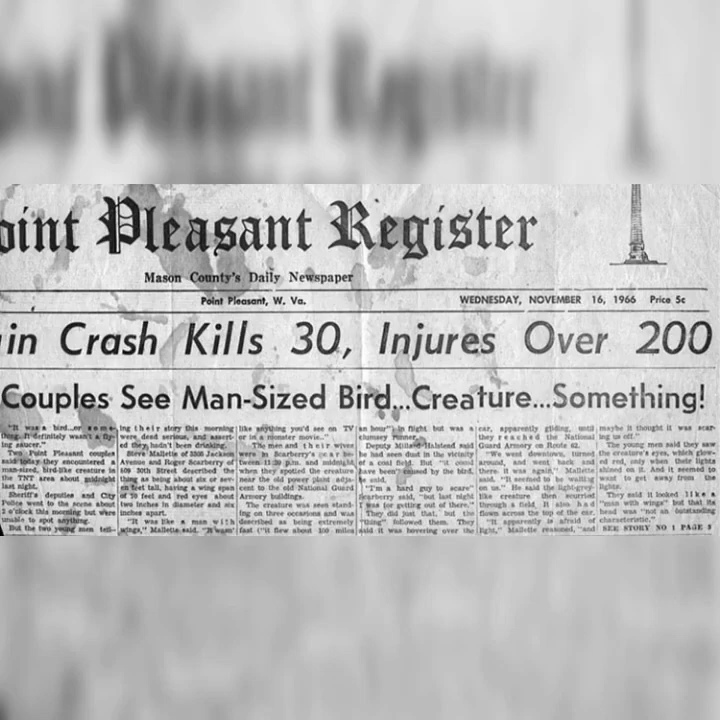 oint Pleasant Register
Mason County's Daily Newspaper
Point Pleasant, W. Va.
WEDNESDAY, NOVEMBER 16, 1966 Price 5c
in Crash Kills 30, Injures Over 200
Couples See Man-Sized Bird...Creature...Something!
"It was a bird...or some-
thing. It definitely wasn't a fly-
ing saucer."
Two Point Pleasant couples
said today they encountered a
man-sized, bird-like creature in
the TNT area about midnight
last night.
Sheriff's deputies and City
Police went to the scene about
2 o'clock this morning but were
unable to spot anything.
But the two young men tell-
ing their story this morning
were dead serious, and assert-
ed they hadn't been drinking.
Steve Mallette of 3305 Jackson
Avenue and Roger Scarberry of
809 30th Street described the
thing as being about six or sev-
en feet tall, having a wing span
of 10 feet and red eyes about
two inches in diameter and six
inches apart.
"It was like a man with
wings," Mallette said. "It wasn't
like anything you'd see on TV
or in a monster movie."
The men and their wives
were in Scarberry's car be-
tween 11:30 p.m. and midnight
when they spotted the creature
near the old power plant adja-
cent to the old National Guard
Armory buildings.
The creature was seen stand-
ing on three occasions and was
described as being extremely
fast ("it flew about 100 miles
an hour") in flight but was a
clumsey runner.
Deputy Millard Halstead said
he had seen dust in the vicinity
of a coal field. But "it could
have been" caused by the bird,
he said.
"I'm a hard guy to scare"
Scarberry said, "but last night
I was for getting out of there."
They did just that, but the
"thing" followed them. They
said it was hovering over the
car, apparently gliding, until
they reached the National
Guard Armory on Route 62.
"We went downtown, turned
around, and went back and
there it was again," Mallette
said. "It seemed to be waiting
on us." He said the light-grey-
like creature then scurried
through a field. It also had
flown across the top of the car.
"It apparently is afraid of
light," Mallette reasoned, "and
maybe it thought it was scar-
ing us off."
The young men said they saw
the creature's eyes, which glow-
ed red, only when their lights
shined on it. And it seemed to
want to get away from the
lights.
They said it looked like a
"man with wings" but that its
head was "not an outstanding
characteristic."
SEE STORY NO 1 PAGE 3